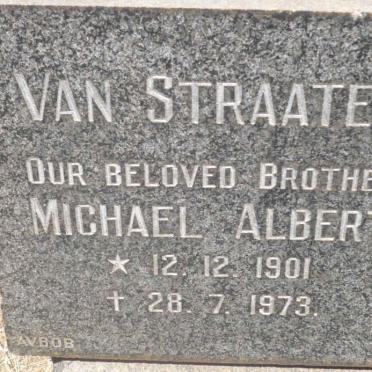 VAN STRAATE
OUR BELOVED BROTHE
MICHAEL ALBERT
★ 12. 12. 1901
† 28. 7. 1973.
AVBOB